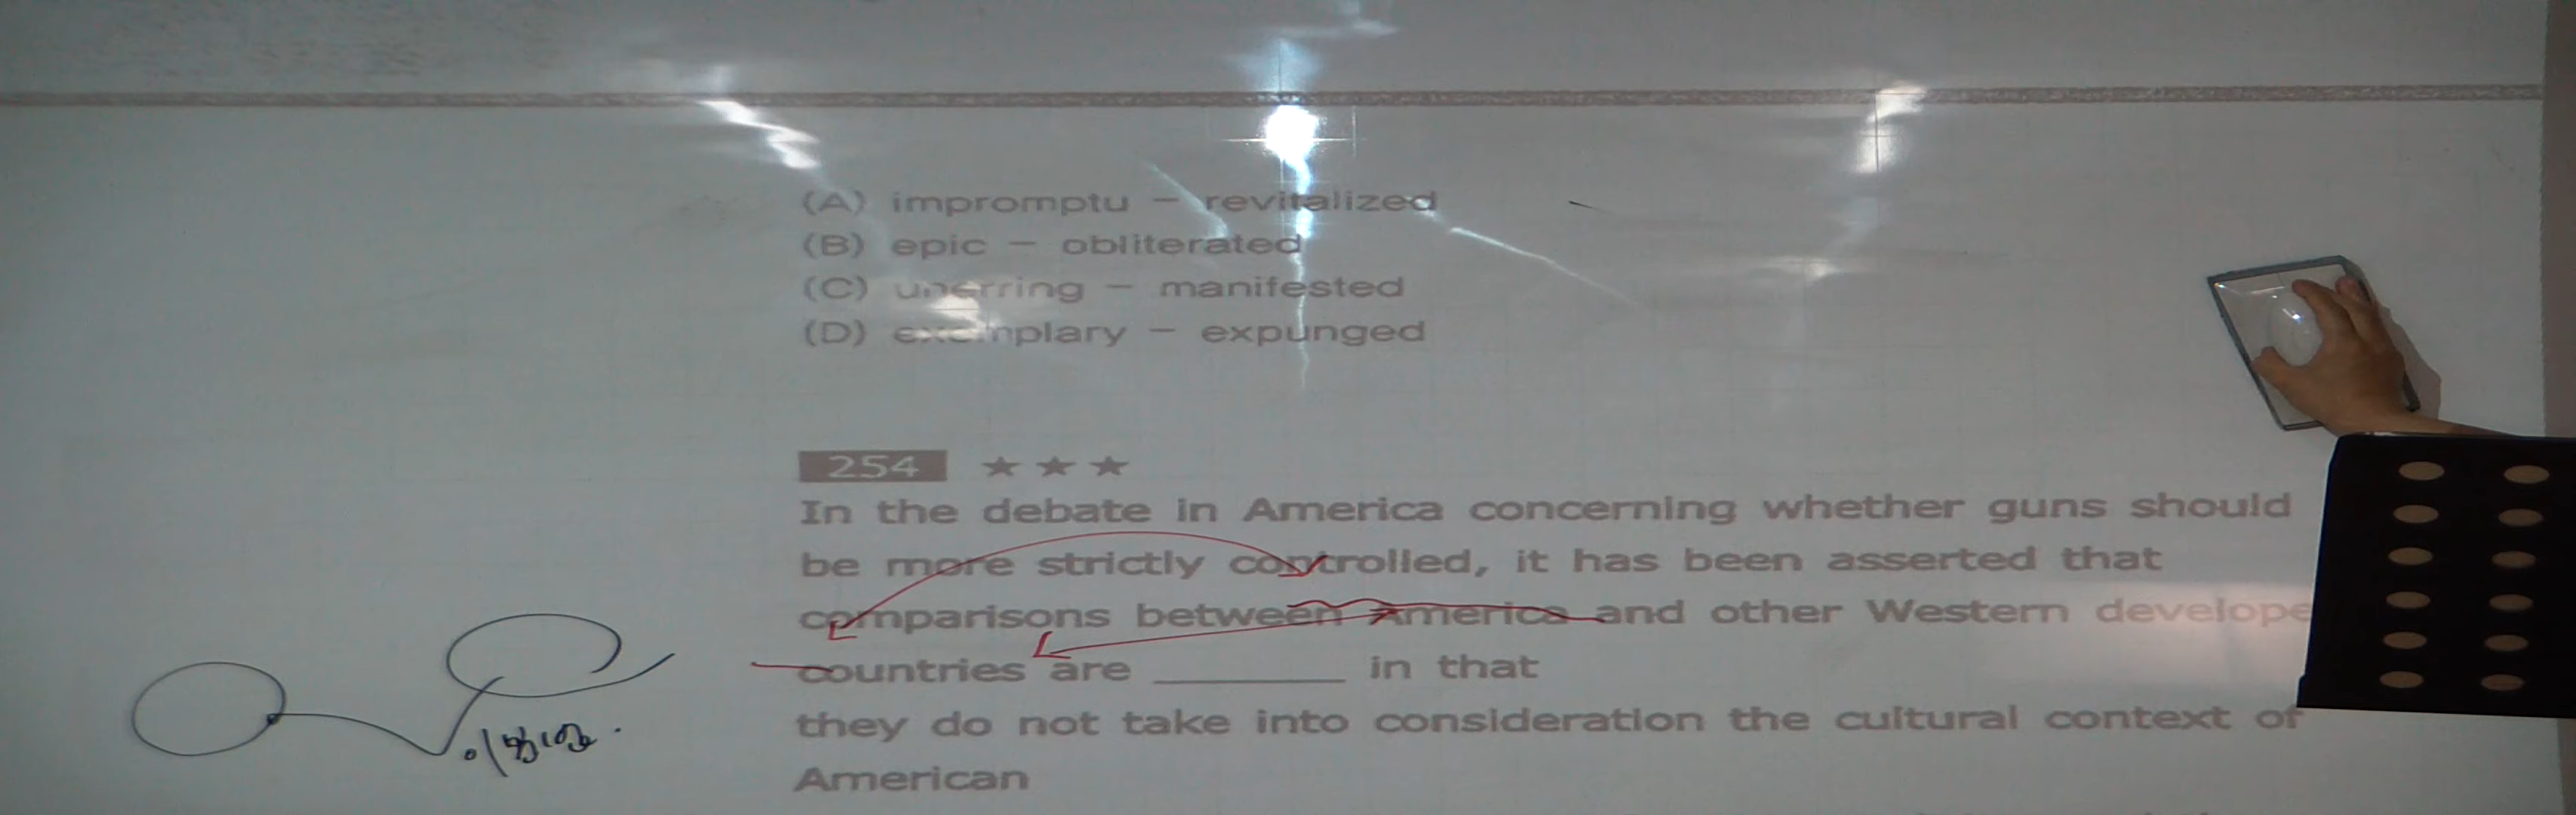 (A) impromptu – revitalized
(B) epic – obliterated
(C) unerring – manifested
(D) exemplary – expunged
254 ★★★
In the debate in America concerning whether guns should
be more strictly controlled, it has been asserted that
comparisons between America and other Western develope
countries are ________ in that
they do not take into consideration the cultural context of
American